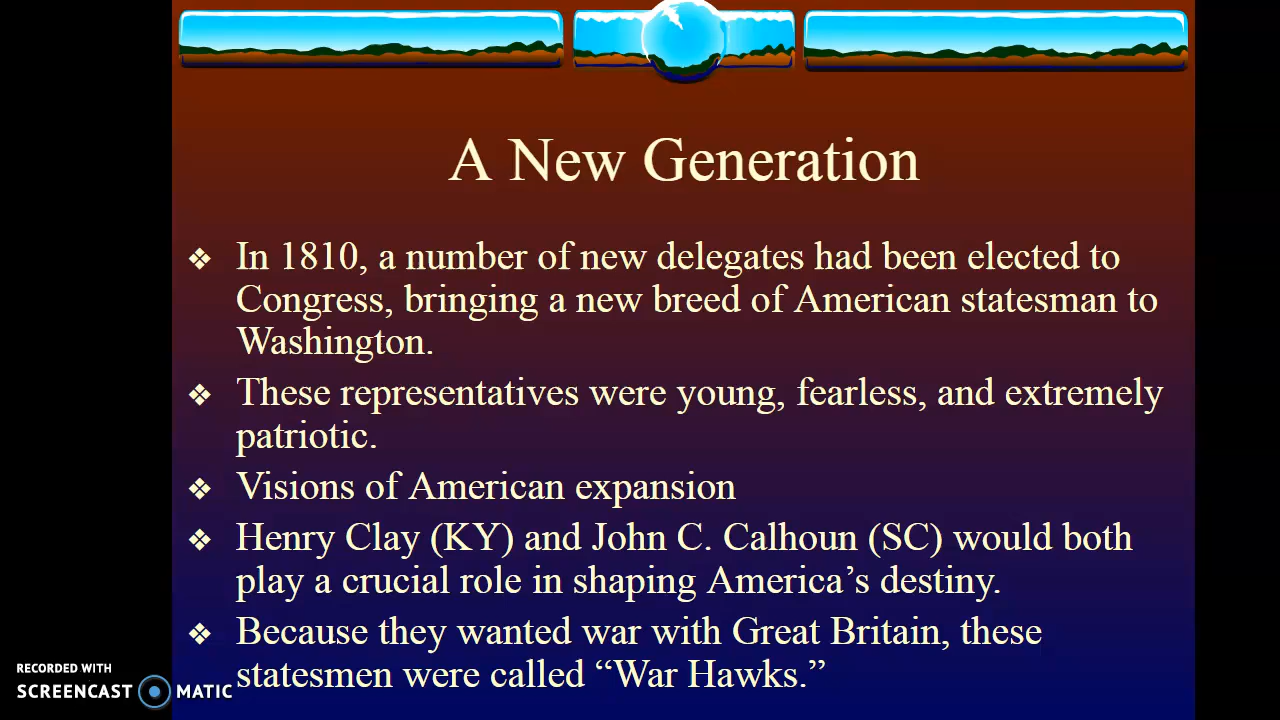 A New Generation
❖ In 1810, a number of new delegates had been elected to
Congress, bringing a new breed of American statesman to
Washington.
❖ These representatives were young, fearless, and extremely
patriotic.
❖ Visions of American expansion
❖ Henry Clay (KY) and John C. Calhoun (SC) would both
play a crucial role in shaping America’s destiny.
❖ Because they wanted war with Great Britain, these
statesmen were called “War Hawks.”
RECORDED WITH
SCREENCAST MATIC